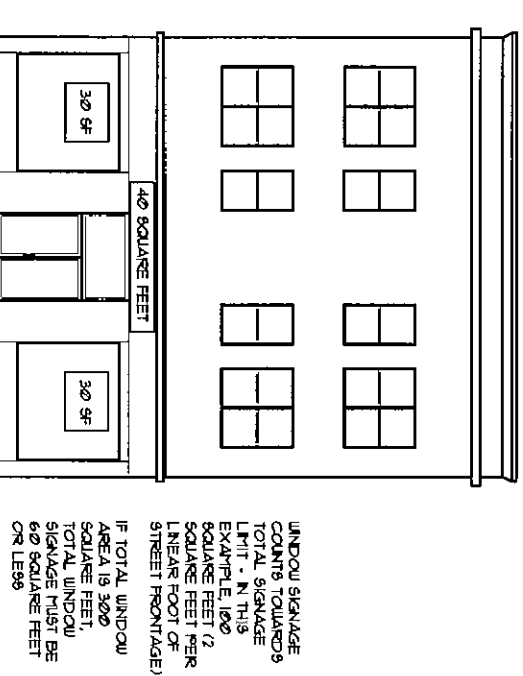 40 SQUARE FEET
30 SF
30 SF
WINDOW SIGNAGE
COUNTS TOWARDS
TOTAL SIGNAGE
LIMIT - IN THIS
EXAMPLE, 100
SQUARE FEET (2
SQUARE FEET PER
LINEAR FOOT OF
STREET FRONTAGE)
IF TOTAL WINDOW
AREA IS 300
SQUARE FEET,
TOTAL WINDOW
SIGNAGE MUST BE
60 SQUARE FEET
OR LESS